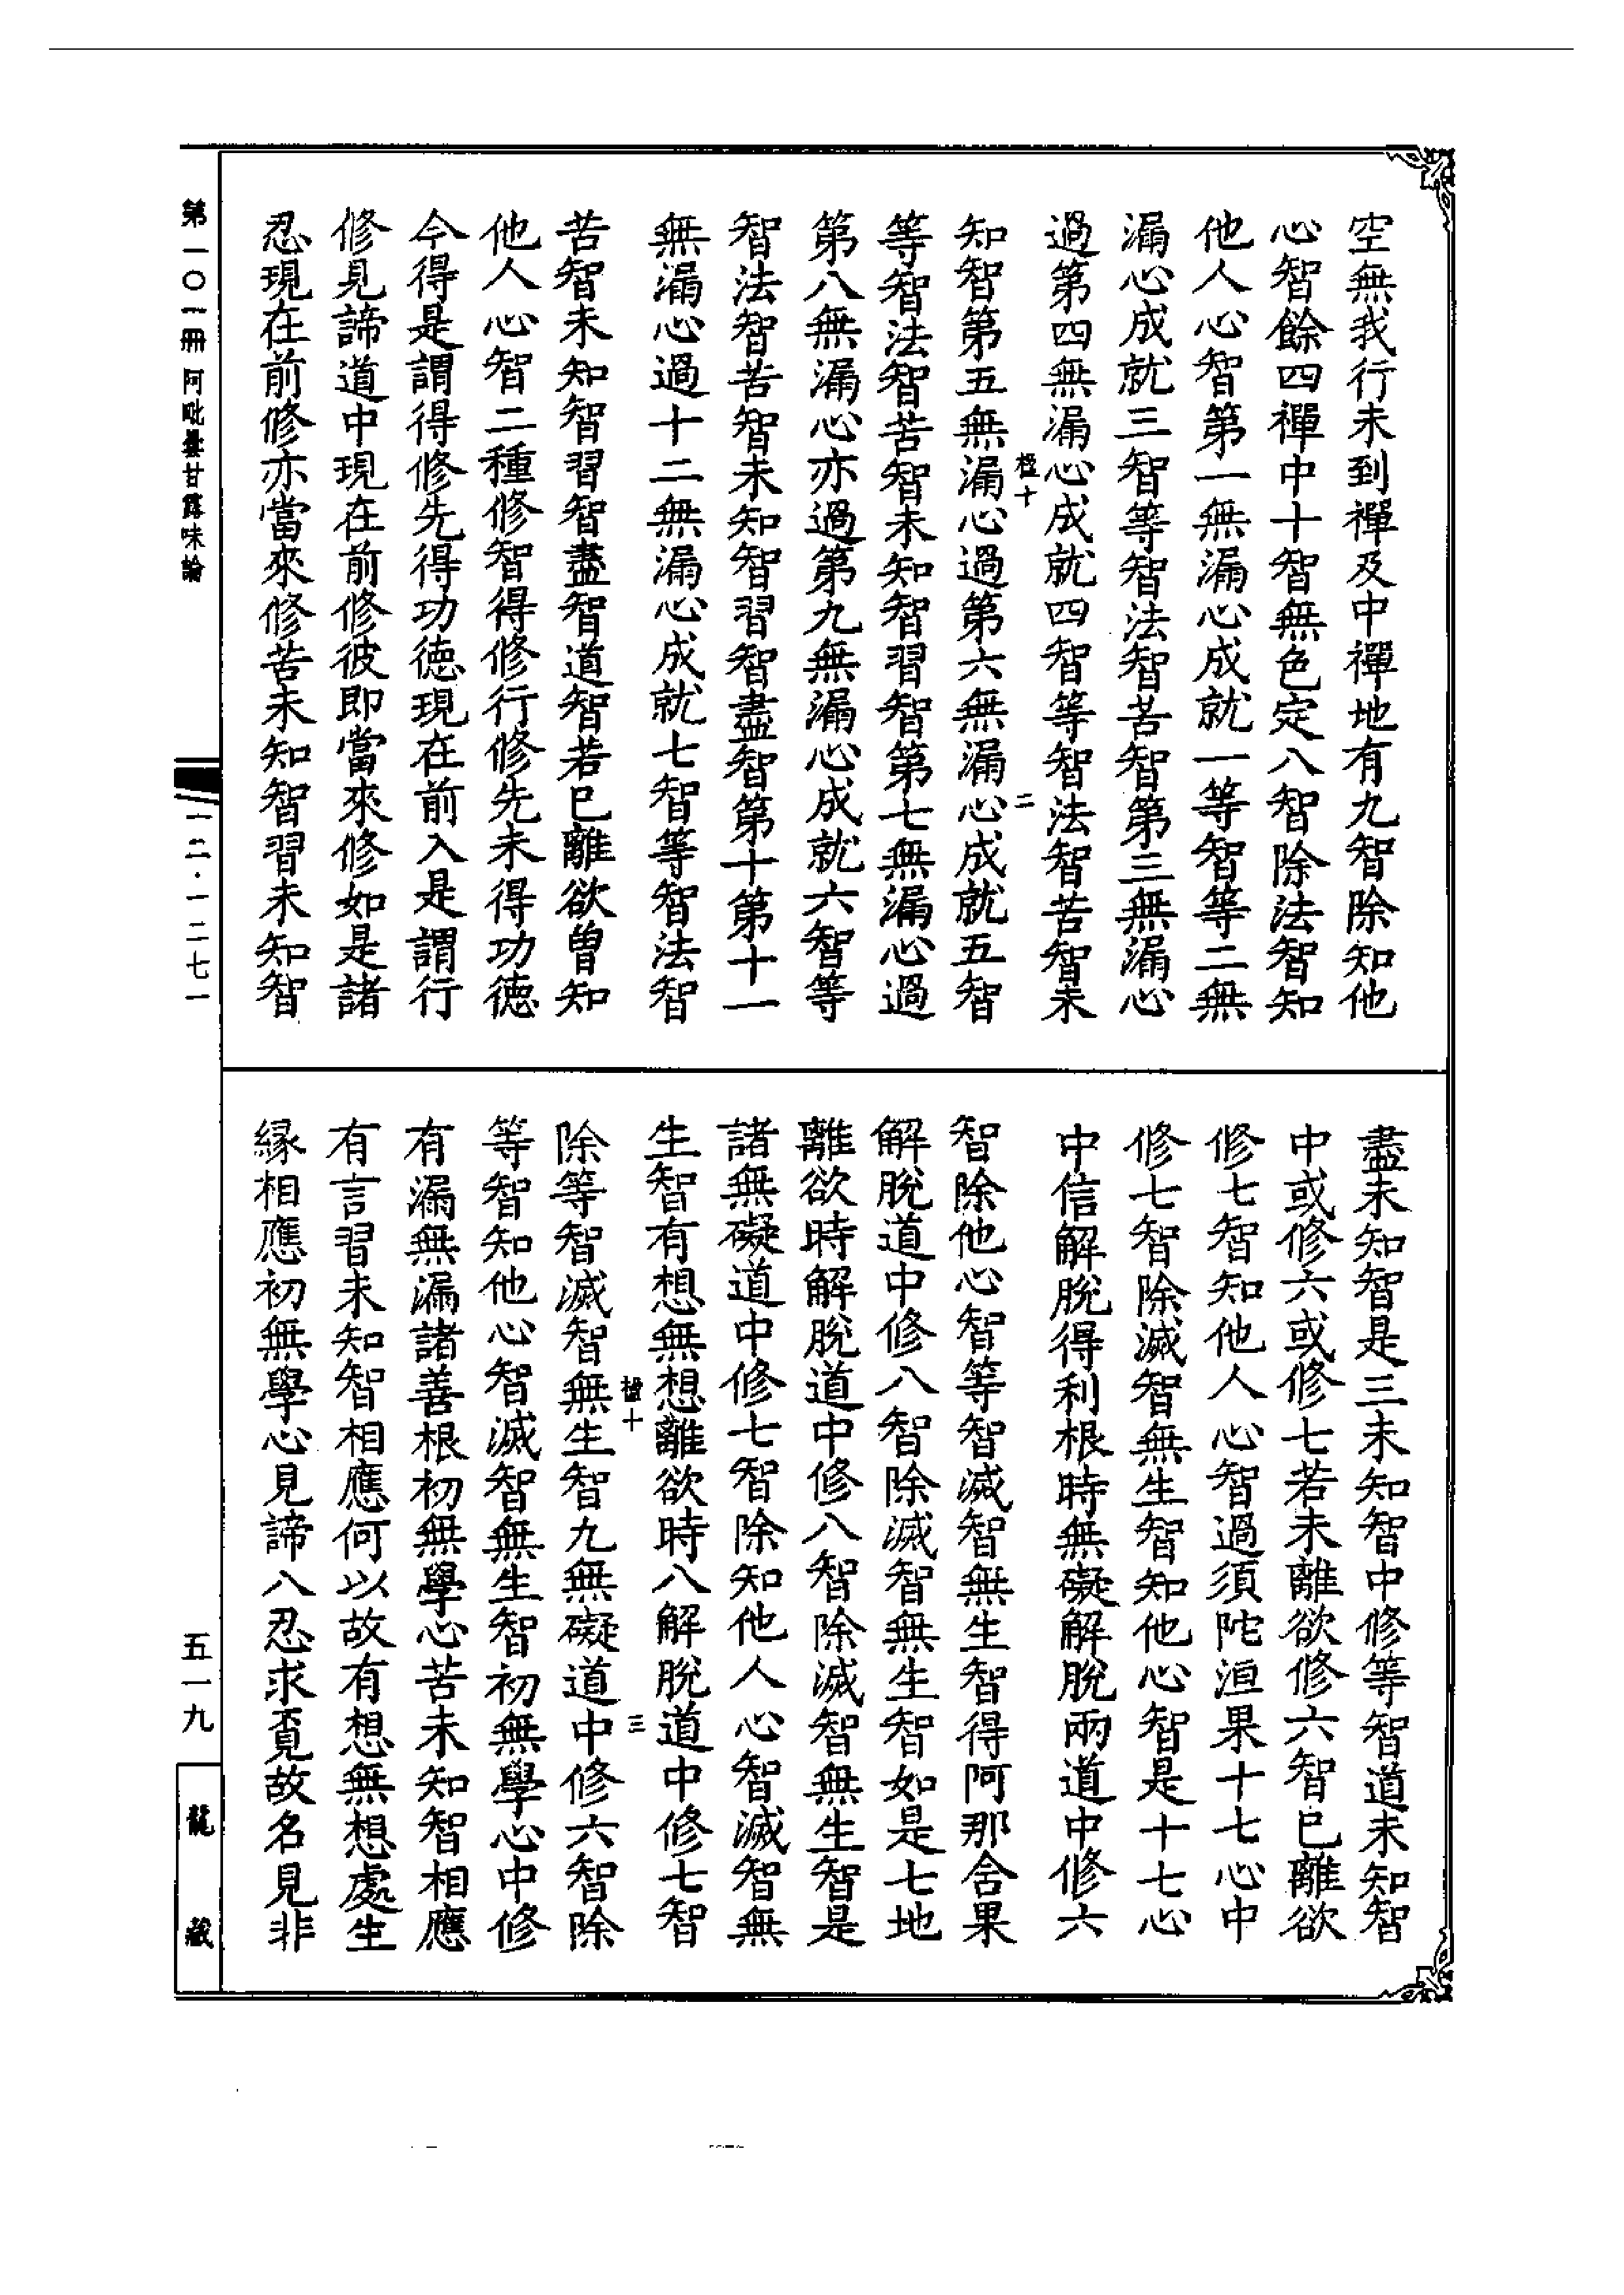 空無我行未到禪及中禪地有九智除知他
心智餘四禪中十智無色定八智除法智知
他人心智第一無漏心成就一等智等二無
漏心成就三智等智法智苦智第三無漏心
過第四無漏心成就四智等智法智苦智未
十
二
知智第五無漏心過第六無漏心成就五智
等智法智苦智未知智習智第七無漏心過
第八無漏心亦過第九無漏心成就六智等
智法智苦智未知智習智盡智第十第十一
無漏心過十二無漏心成就七智等智法智
苦智未知智習智盡智道智若已離欲曾知
他人心智二種修智得修行修先未得功德
今得是謂得修先得功德現在前入是謂行
修見諦道中現在前修彼即當來修如是諸
忍現在前修亦當來修苦未知智習未知智
盡未知智是三未知智中修等智道未知智
中或修六或修七若未離欲修六智已離欲
修七智知他人心智過須陀洹果十七心中
修七智除滅智無生智知他心智是十七心
中信解脫得利根時無礙解脫兩道中修六
智除他心智等智滅智無生智得阿那舍果
解脫道中修八智除滅智無生智如是七地
離欲時解脫道中修八智除滅智無生智是
諸無礙道中修七智除知他人心智滅智無
生智有想無想離欲時八解脫道中修七智
十
三
除等智滅智無生智九無礙道中修六智除
等智知他心智滅智無生智初無學心中修
有漏無漏諸善根初無學心苦未知智相應
有言習未知智相應何以故有想無想處生
緣相應初無學心見諦八忍求覓故名見非
第一〇一冊 阿毗曇甘露味論
一二·一二七一
五一九
龍藏